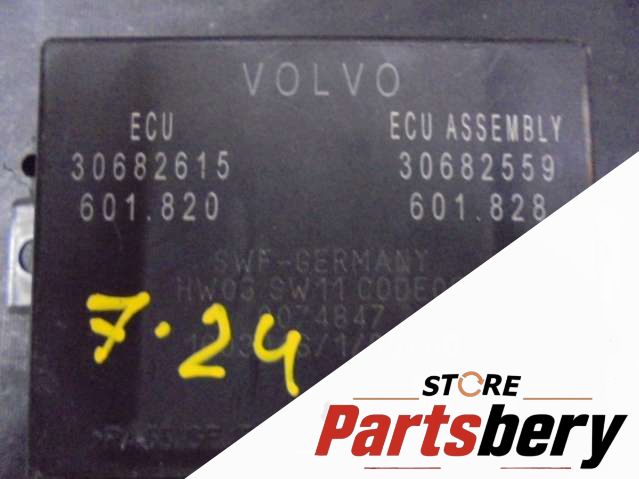 VOLVO
ECU ECU ASSEMBLY
30682615 30682559
601.820 601.828
SWF-GERMANY
HW03 SW11
7.24
STORE
Partsbery